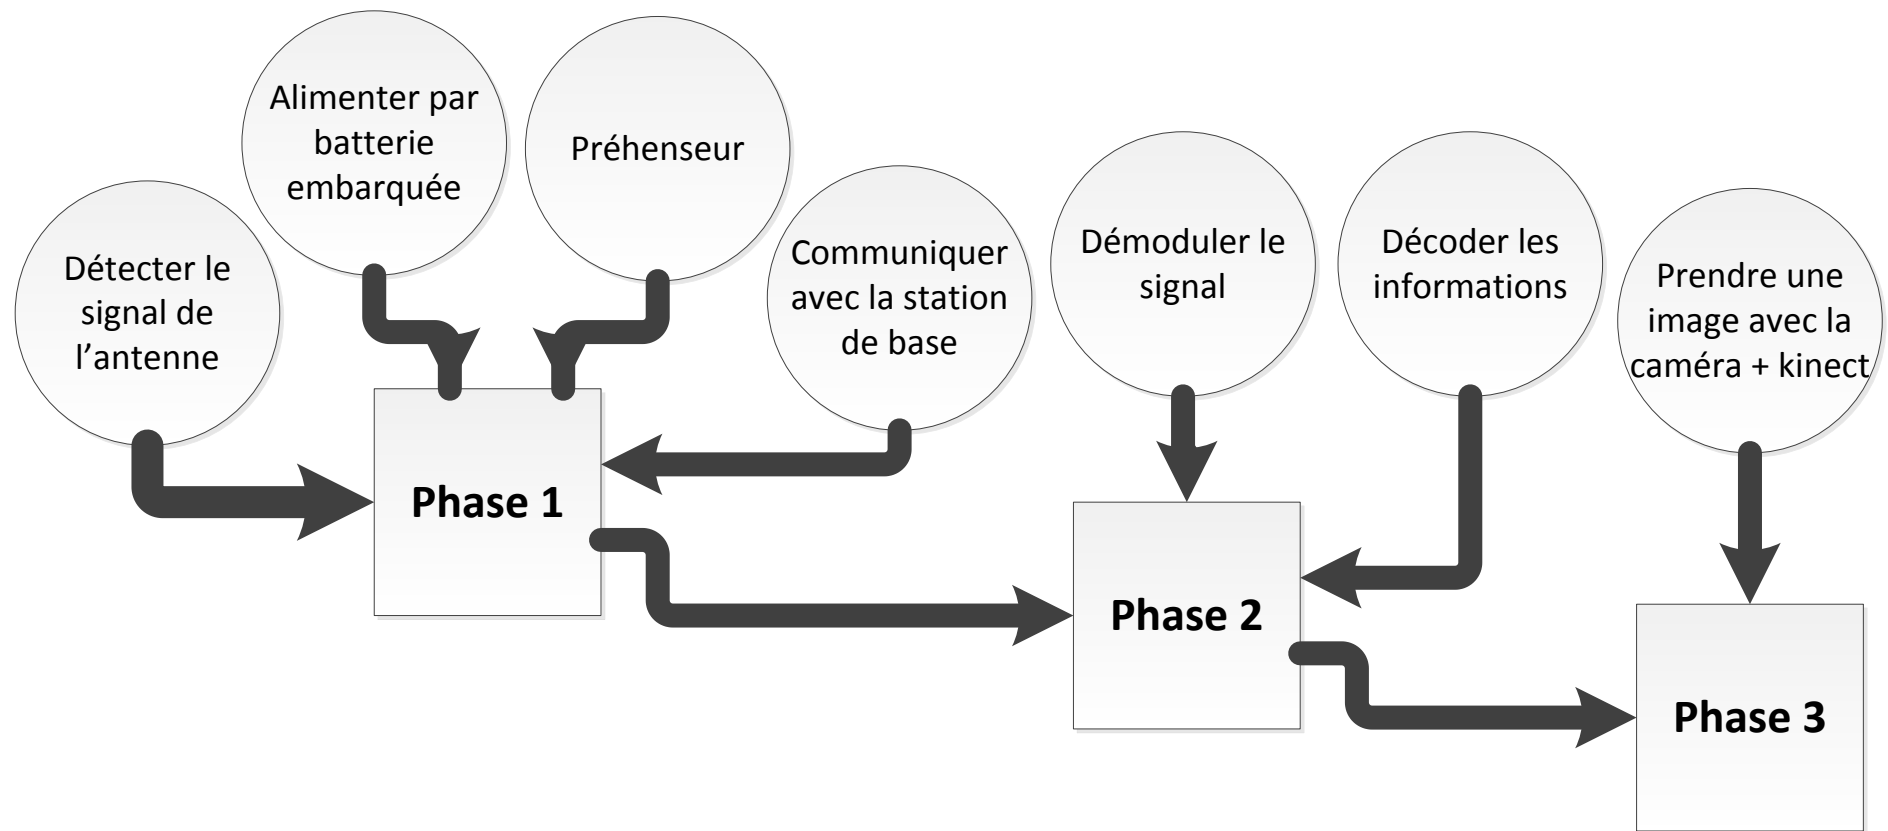 Détecter le
signal de
l’antenne
Alimenter par
batterie
embarquée
Préhenseur
Communiquer
avec la station
de base
Démoduler le
signal
Décoder les
informations
Prendre une
image avec la
caméra + kinect
Phase 1
Phase 2
Phase 3